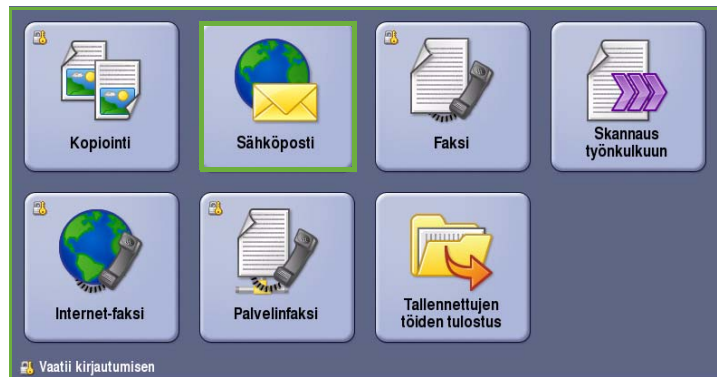 Kopiointi
Sähköposti
Faksi
Skannaus
työnkulkuun
Internet-faksi
Palvelinfaksi
Tallennettujen
töiden tulostus
Vaatii kirjautumisen